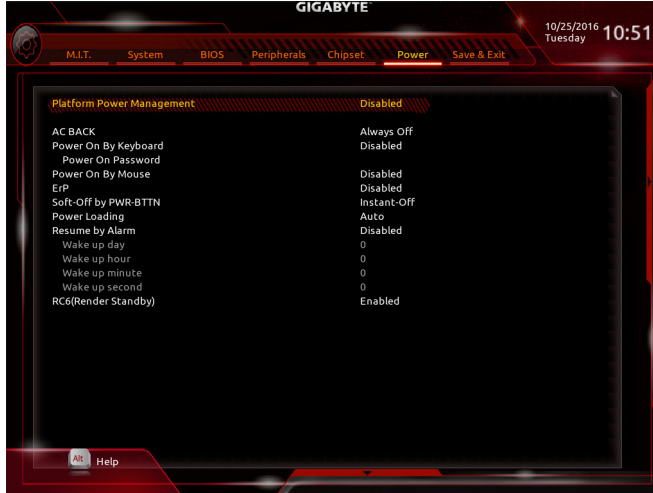 GIGABYTE™
10/25/2016
Tuesday
10:51
M.I.T. System BIOS Peripherals Chipset Power Save & Exit
Platform Power Management Disabled
AC BACK Always Off
Power On By Keyboard Disabled
Power On Password
Power On By Mouse Disabled
ErP Disabled
Soft-Off by PWR-BTTN Instant-Off
Power Loading Auto
Resume by Alarm Disabled
Wake up day 0
Wake up hour 0
Wake up minute 0
Wake up second 0
RC6(Render Standby) Enabled
Alt Help